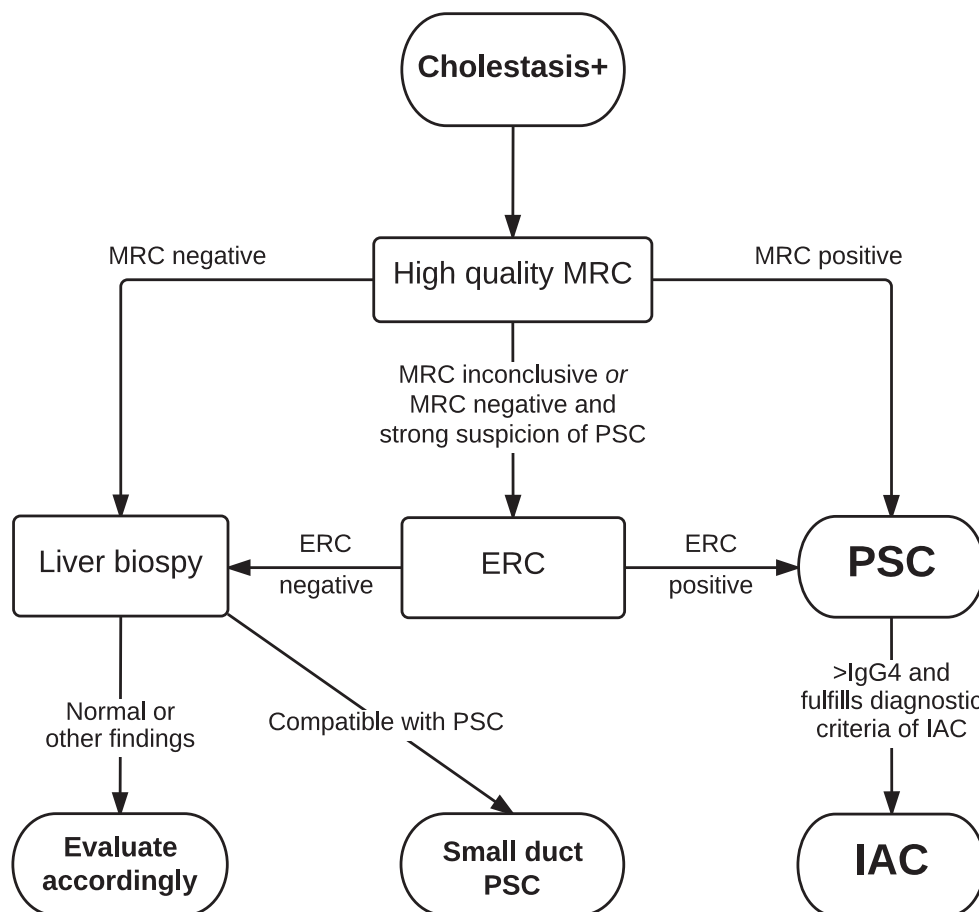 Cholestasis+
MRC negative
High quality MRC
MRC positive
MRC inconclusive or
MRC negative and
strong suspicion of PSC
Liver biospy
ERC
negative
ERC
ERC
positive
PSC
Normal or
other findings
Compatible with PSC
>IgG4 and
fulfills diagnostic
criteria of IAC
Evaluate
accordingly
Small duct
PSC
IAC